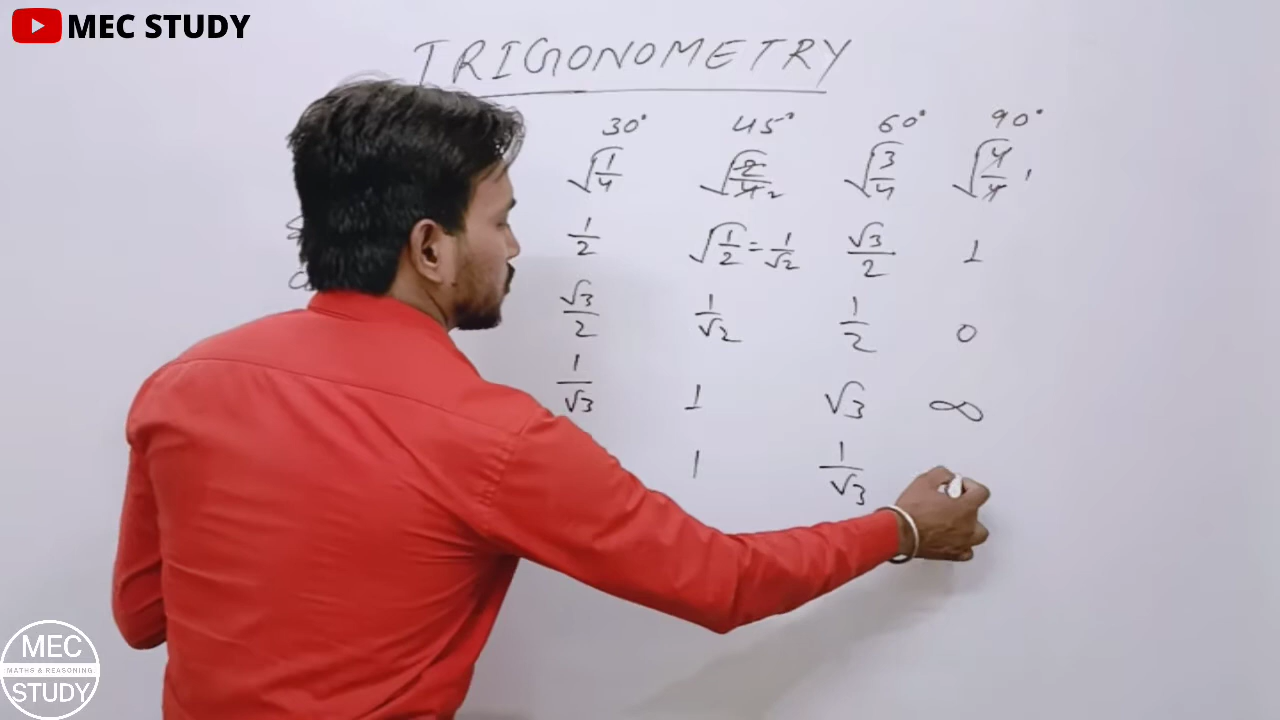 MEC STUDY
TRIGONOMETRY
30° 45° 60° 90°
√1/4 √2/4 2 √3/4 √4/4 1
1/2 √1/2 = 1/√2 √3/2 1
√3/2 1/√2 1/2 0
1/√3 1 √3 ∞
1 1/√3
MEC
MATHS & REASONING
STUDY